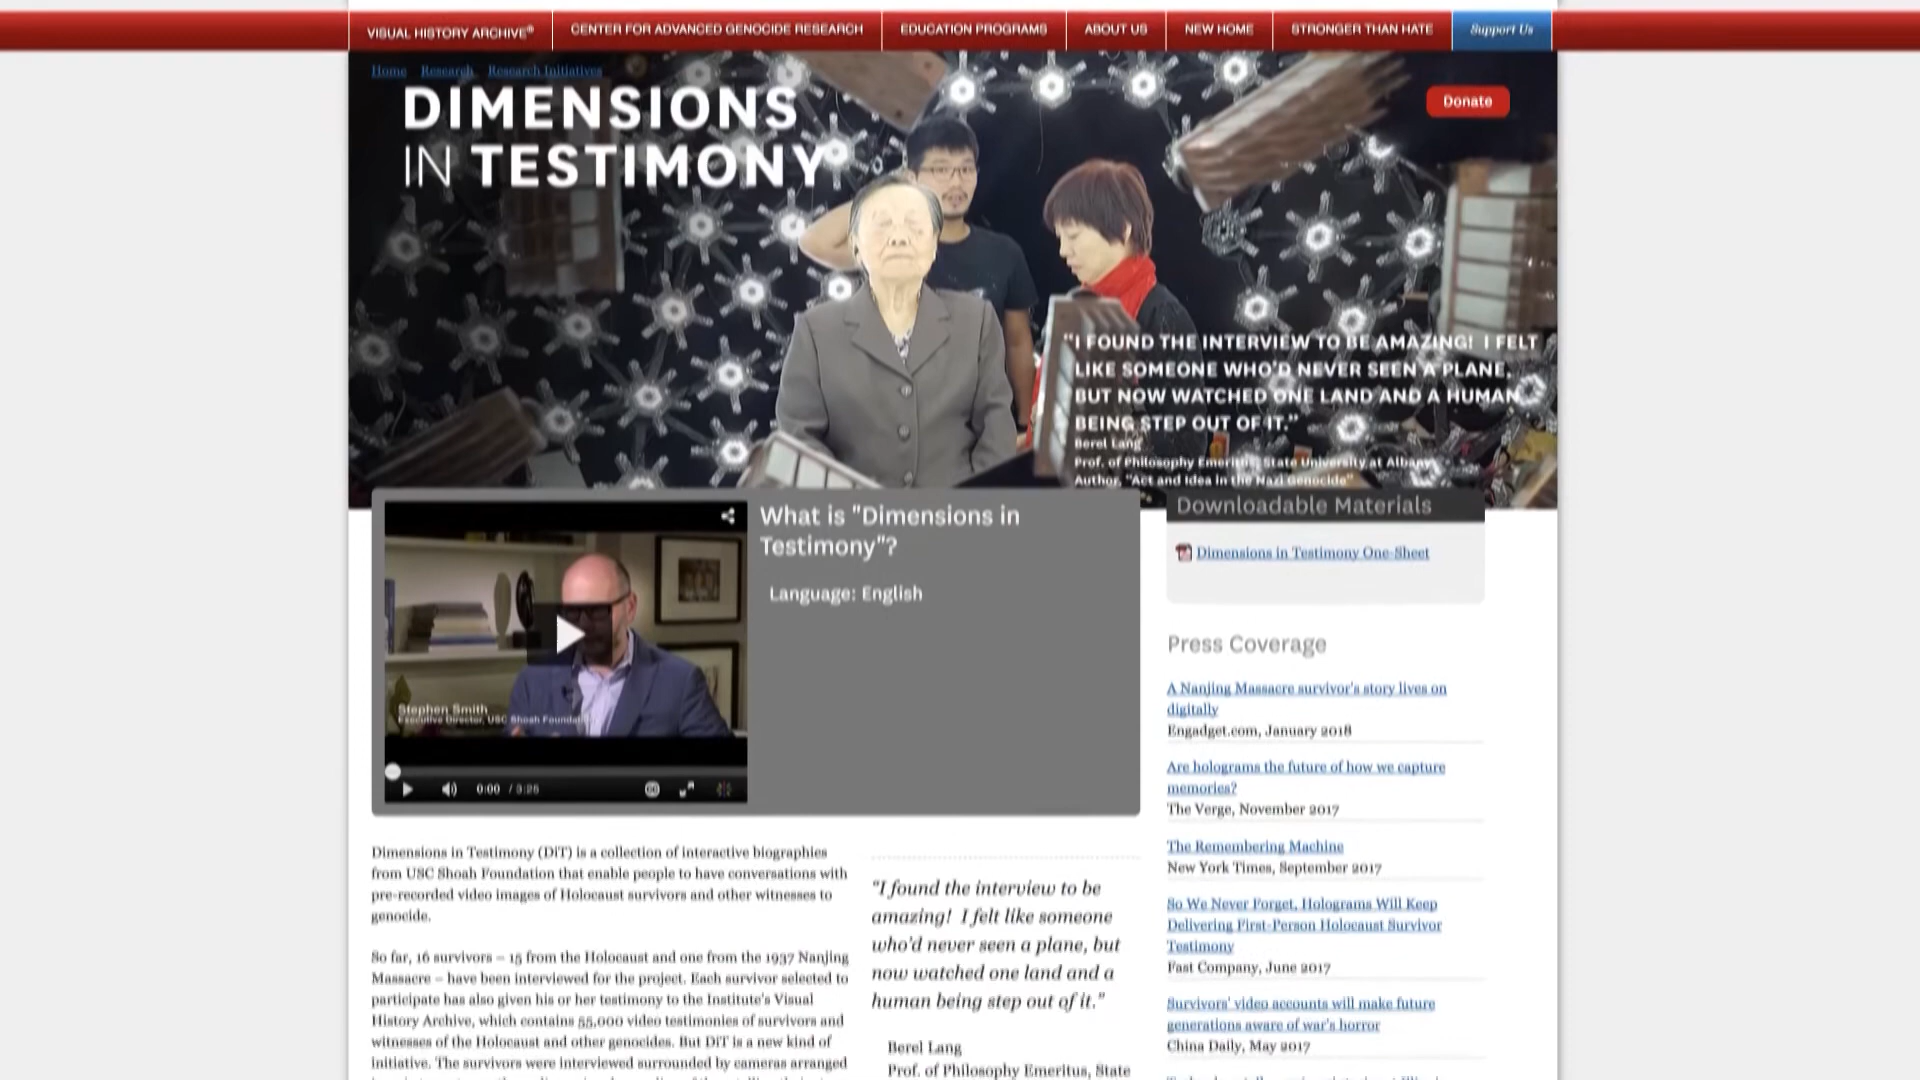 VISUAL HISTORY ARCHIVE®
CENTER FOR ADVANCED GENOCIDE RESEARCH
EDUCATION PROGRAMS
ABOUT US
NEW HOME
STRONGER THAN HATE
Support Us
Home Research Research Initiatives
DIMENSIONS
IN TESTIMONY
Donate
"I FOUND THE INTERVIEW TO BE AMAZING! I FELT
LIKE SOMEONE WHO'D NEVER SEEN A PLANE,
BUT NOW WATCHED ONE LAND AND A HUMAN
BEING STEP OUT OF IT."
Berel Lang
Prof. of Philosophy Emeritus, State University at Albany
Author, "Act and Idea in the Nazi Genocide"
Stephen Smith
Executive Director, USC Shoah Foundation
0:00 / 3:25
What is "Dimensions in
Testimony"?
Language: English
Dimensions in Testimony (DiT) is a collection of interactive biographies
from USC Shoah Foundation that enable people to have conversations with
pre-recorded video images of Holocaust survivors and other witnesses to
genocide.
So far, 16 survivors – 15 from the Holocaust and one from the 1937 Nanjing
Massacre – have been interviewed for the project. Each survivor selected to
participate has also given his or her testimony to the Institute's Visual
History Archive, which contains 55,000 video testimonies of survivors and
witnesses of the Holocaust and other genocides. But DiT is a new kind of
initiative. The survivors were interviewed surrounded by cameras arranged
"I found the interview to be
amazing! I felt like someone
who'd never seen a plane, but
now watched one land and a
human being step out of it."
Berel Lang
Prof. of Philosophy Emeritus, State
Downloadable Materials
Dimensions in Testimony One-Sheet
Press Coverage
A Nanjing Massacre survivor's story lives on
digitally
Engadget.com, January 2018
Are holograms the future of how we capture
memories?
The Verge, November 2017
The Remembering Machine
New York Times, September 2017
So We Never Forget, Holograms Will Keep
Delivering First-Person Holocaust Survivor
Testimony
Fast Company, June 2017
Survivors' video accounts will make future
generations aware of war's horror
China Daily, May 2017